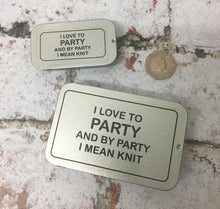 I LOVE TO
PARTY
AND BY PARTY
I MEAN KNIT
I LOVE TO
PARTY
AND BY PARTY
I MEAN KNIT